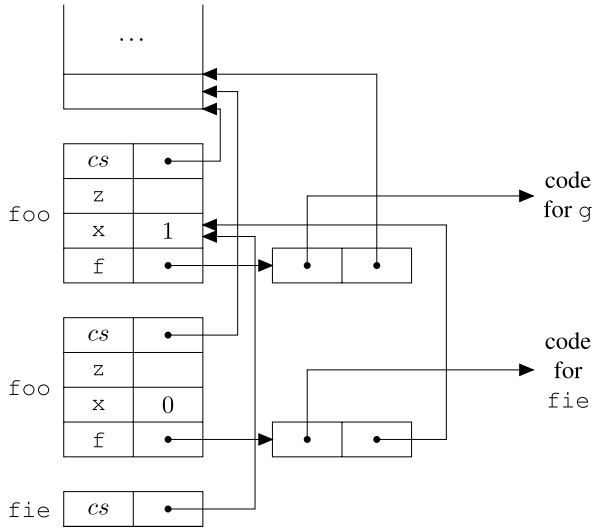 ...
cs
z
foo
x 1
f
code
for g
cs
z
foo
x 0
f
code
for
fie
fie cs